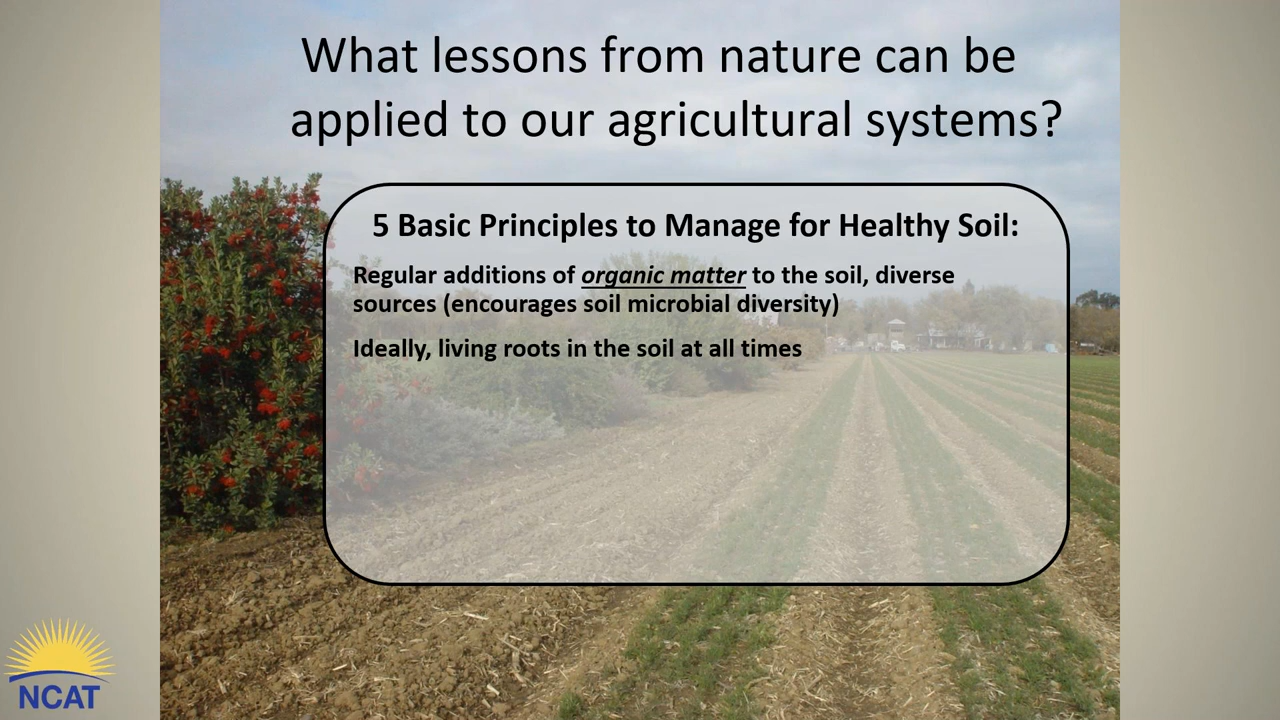 What lessons from nature can be
applied to our agricultural systems?
5 Basic Principles to Manage for Healthy Soil:
Regular additions of organic matter to the soil, diverse
sources (encourages soil microbial diversity)
Ideally, living roots in the soil at all times
NCAT